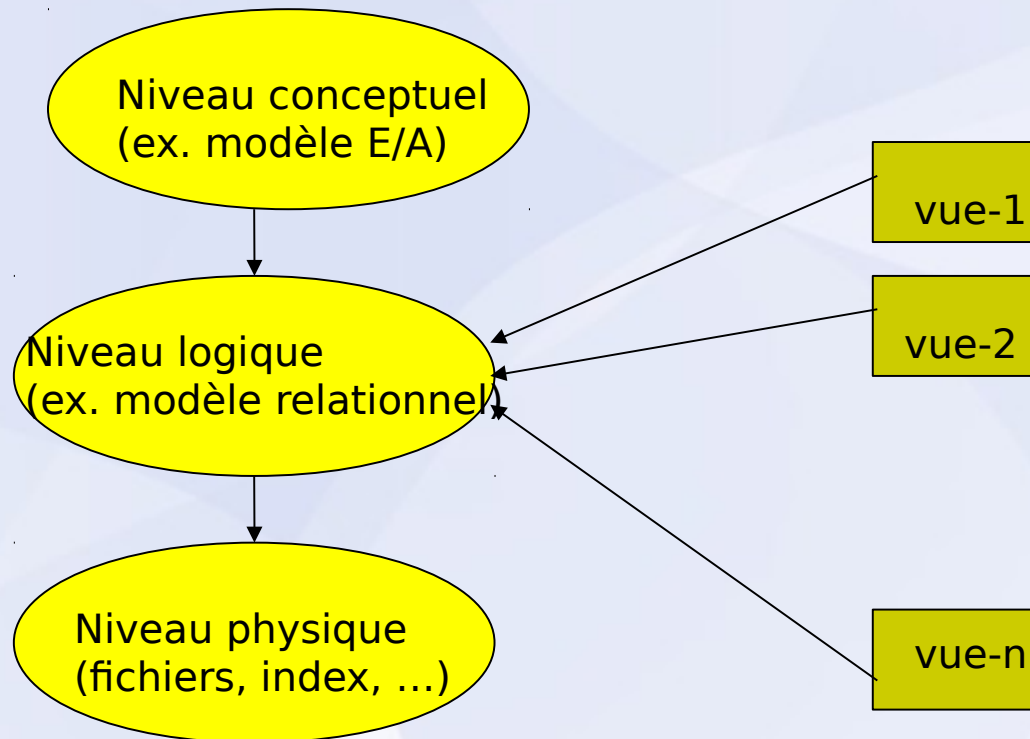 Niveau conceptuel
(ex. modèle E/A)
vue-1
Niveau logique
(ex. modèle relationnel)
vue-2
Niveau physique
(fichiers, index, ...)
vue-n